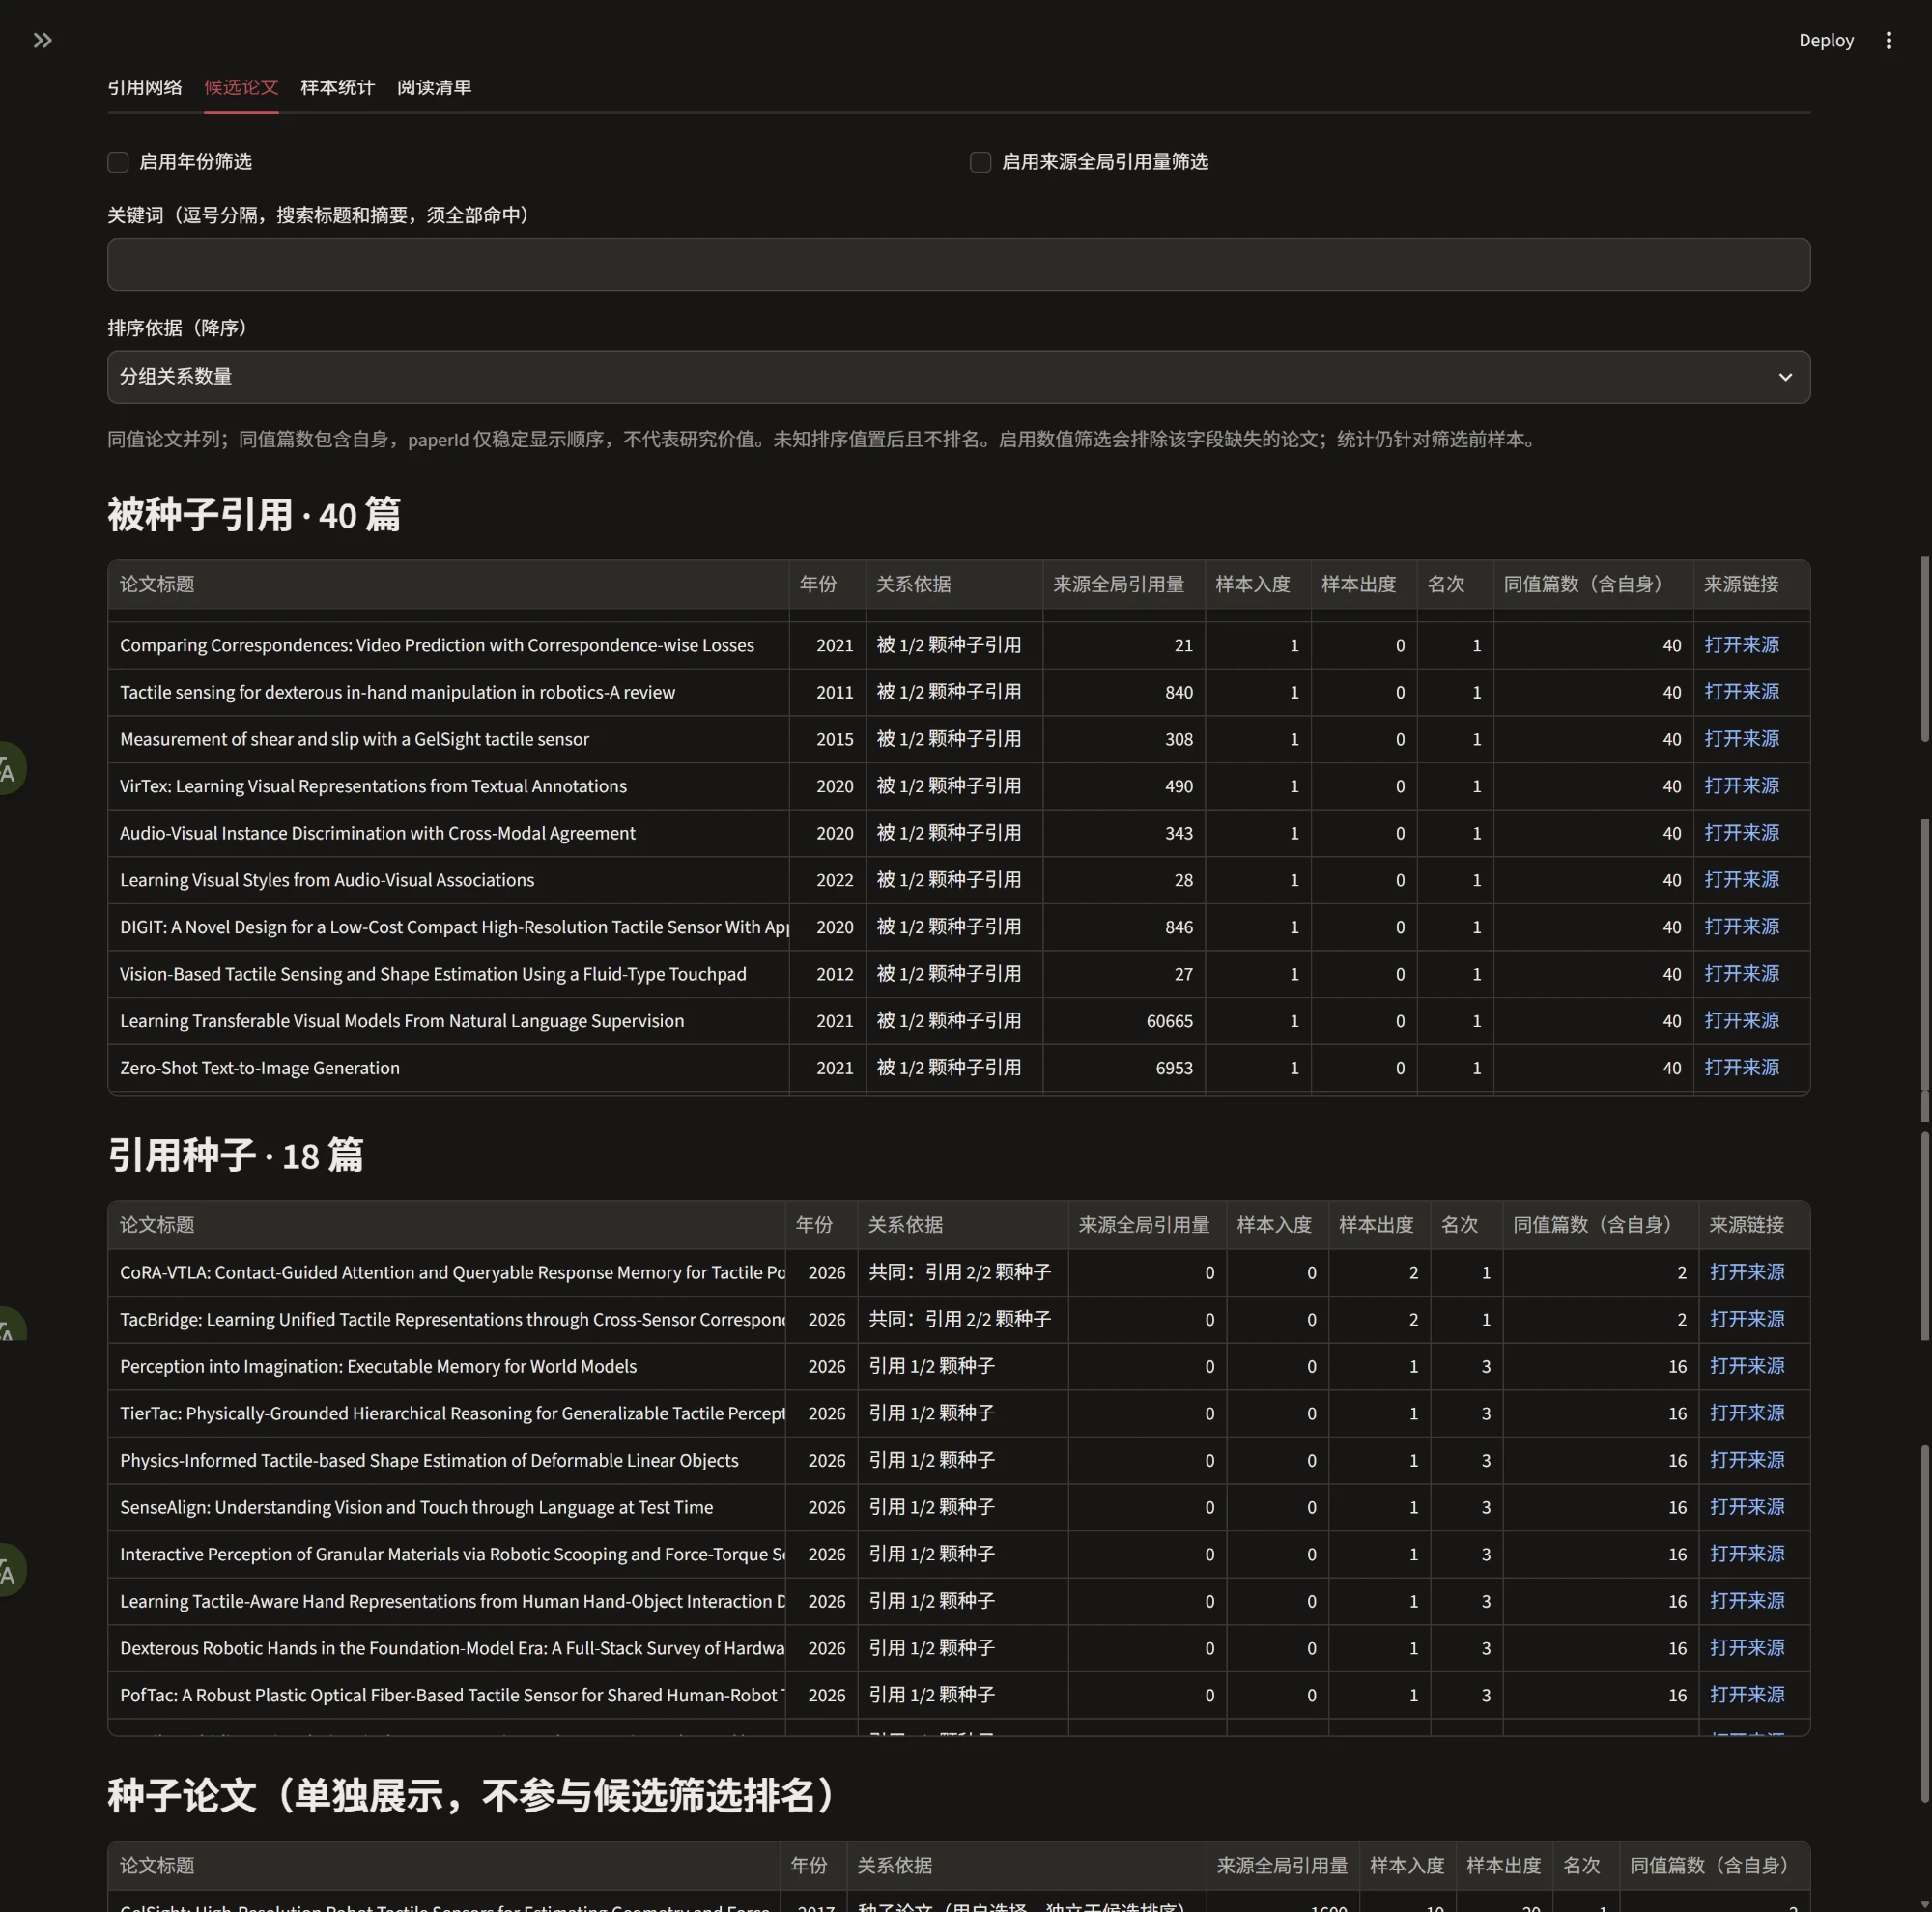 Deploy
引用网络 候选论文 样本统计 阅读清单
启用年份筛选 启用来源全局引用量筛选
关键词（逗号分隔，搜索标题和摘要，须全部命中）
排序依据（降序）
分组关系数量
同值论文并列；同值篇数包含自身，paperId 仅稳定显示顺序，不代表研究价值。未知排序值置后且不排名。启用数值筛选会排除该字段缺失的论文；统计仍针对筛选前样本。
被种子引用 · 40 篇
论文标题 年份 关系依据 来源全局引用量 样本入度 样本出度 名次 同值篇数（含自身） 来源链接
Comparing Correspondences: Video Prediction with Correspondence-wise Losses 2021 被 1/2 颗种子引用 21 1 0 1 40 打开来源
Tactile sensing for dexterous in-hand manipulation in robotics-A review 2011 被 1/2 颗种子引用 840 1 0 1 40 打开来源
Measurement of shear and slip with a GelSight tactile sensor 2015 被 1/2 颗种子引用 308 1 0 1 40 打开来源
VirTex: Learning Visual Representations from Textual Annotations 2020 被 1/2 颗种子引用 490 1 0 1 40 打开来源
Audio-Visual Instance Discrimination with Cross-Modal Agreement 2020 被 1/2 颗种子引用 343 1 0 1 40 打开来源
Learning Visual Styles from Audio-Visual Associations 2022 被 1/2 颗种子引用 28 1 0 1 40 打开来源
DIGIT: A Novel Design for a Low-Cost Compact High-Resolution Tactile Sensor With App 2020 被 1/2 颗种子引用 846 1 0 1 40 打开来源
Vision-Based Tactile Sensing and Shape Estimation Using a Fluid-Type Touchpad 2012 被 1/2 颗种子引用 27 1 0 1 40 打开来源
Learning Transferable Visual Models From Natural Language Supervision 2021 被 1/2 颗种子引用 60665 1 0 1 40 打开来源
Zero-Shot Text-to-Image Generation 2021 被 1/2 颗种子引用 6953 1 0 1 40 打开来源
引用种子 · 18 篇
论文标题 年份 关系依据 来源全局引用量 样本入度 样本出度 名次 同值篇数（含自身） 来源链接
CoRA-VTLA: Contact-Guided Attention and Queryable Response Memory for Tactile Po 2026 共同：引用 2/2 颗种子 0 0 2 1 2 打开来源
TacBridge: Learning Unified Tactile Representations through Cross-Sensor Correspond 2026 共同：引用 2/2 颗种子 0 0 2 1 2 打开来源
Perception into Imagination: Executable Memory for World Models 2026 引用 1/2 颗种子 0 0 1 3 16 打开来源
TierTac: Physically-Grounded Hierarchical Reasoning for Generalizable Tactile Percept 2026 引用 1/2 颗种子 0 0 1 3 16 打开来源
Physics-Informed Tactile-based Shape Estimation of Deformable Linear Objects 2026 引用 1/2 颗种子 0 0 1 3 16 打开来源
SenseAlign: Understanding Vision and Touch through Language at Test Time 2026 引用 1/2 颗种子 0 0 1 3 16 打开来源
Interactive Perception of Granular Materials via Robotic Scooping and Force-Torque Se 2026 引用 1/2 颗种子 0 0 1 3 16 打开来源
Learning Tactile-Aware Hand Representations from Human Hand-Object Interaction D 2026 引用 1/2 颗种子 0 0 1 3 16 打开来源
Dexterous Robotic Hands in the Foundation-Model Era: A Full-Stack Survey of Hardwa 2026 引用 1/2 颗种子 0 0 1 3 16 打开来源
PofTac: A Robust Plastic Optical Fiber-Based Tactile Sensor for Shared Human-Robot T 2026 引用 1/2 颗种子 0 0 1 3 16 打开来源
种子论文（单独展示，不参与候选筛选排名）
论文标题 年份 关系依据 来源全局引用量 样本入度 样本出度 名次 同值篇数（含自身）
GelSight: High-Resolution Robot Tactile Sensors for Estimating Geometry and Force 2017 种子论文（用户选择，独立于候选排序）